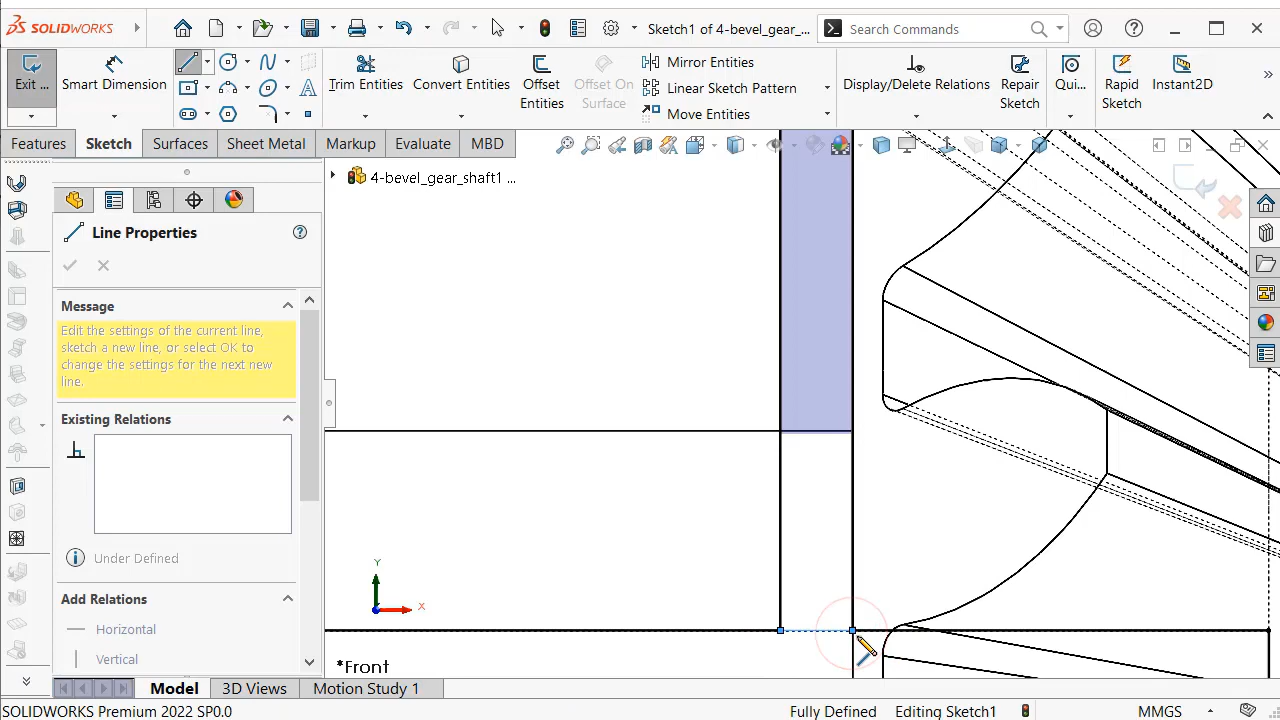 SOLIDWORKS
Sketch1 of 4-bevel_gear_...
Search Commands
Exit ...
Smart Dimension
Trim Entities
Convert Entities
Offset Entities
Offset On Surface
Mirror Entities
Linear Sketch Pattern
Move Entities
Display/Delete Relations
Repair Sketch
Qui...
Rapid Sketch
Instant2D
Features
Sketch
Surfaces
Sheet Metal
Markup
Evaluate
MBD
4-bevel_gear_shaft1 ...
Line Properties
Message
Edit the settings of the current line,
sketch a new line, or select OK to
change the settings for the next new
line.
Existing Relations
Under Defined
Add Relations
Horizontal
Vertical
Y
X
*Front
Model
3D Views
Motion Study 1
SOLIDWORKS Premium 2022 SP0.0
Fully Defined
Editing Sketch1
MMGS